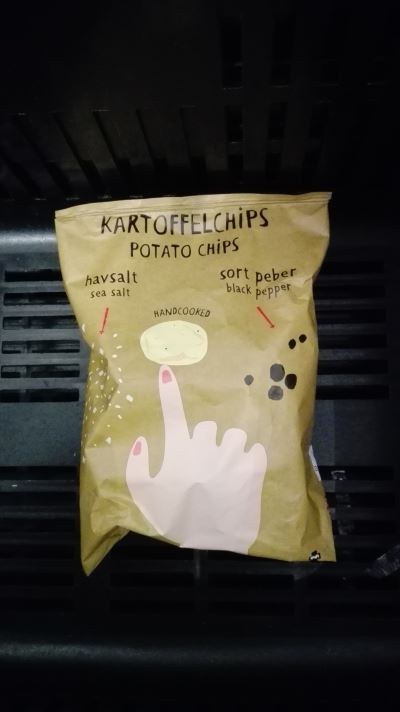 KARTOFFELCHIPS
POTATO CHIPS
havsalt
sea salt
sort peber
black pepper
HANDCOOKED